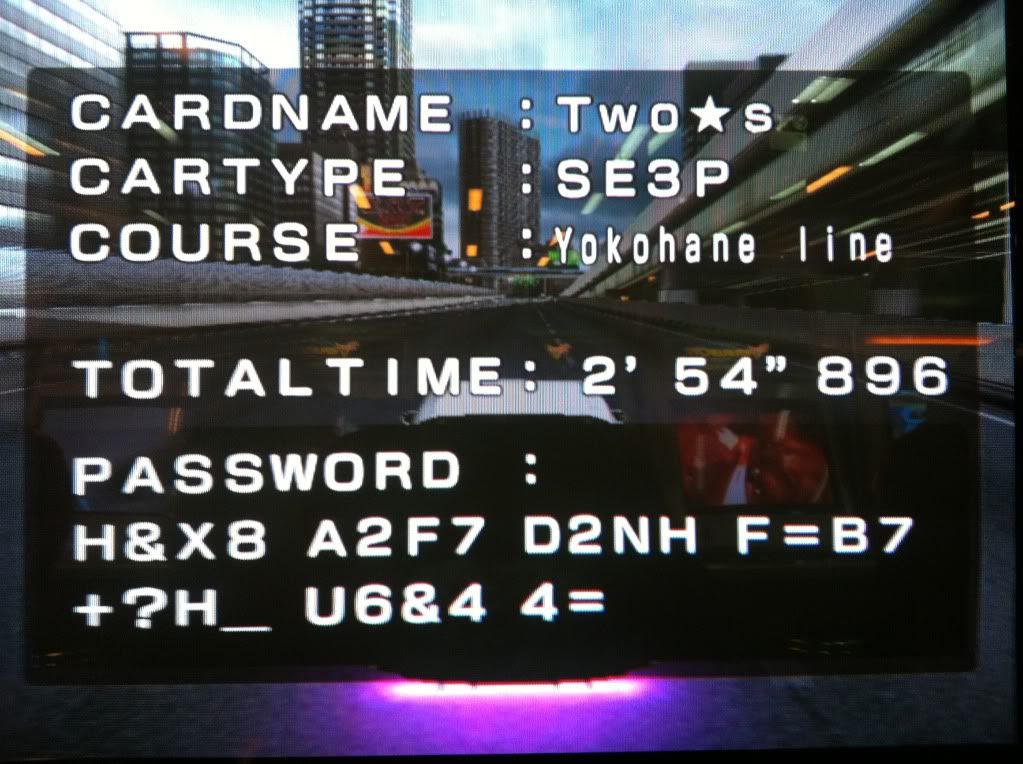 CARDNAME : Two★s
CARTYPE : SE3P
COURSE : Yokohane line
TOTALTIME: 2' 54" 896
PASSWORD :
H&X8 A2F7 D2NH F=B7
+?H_ U6&4 4=